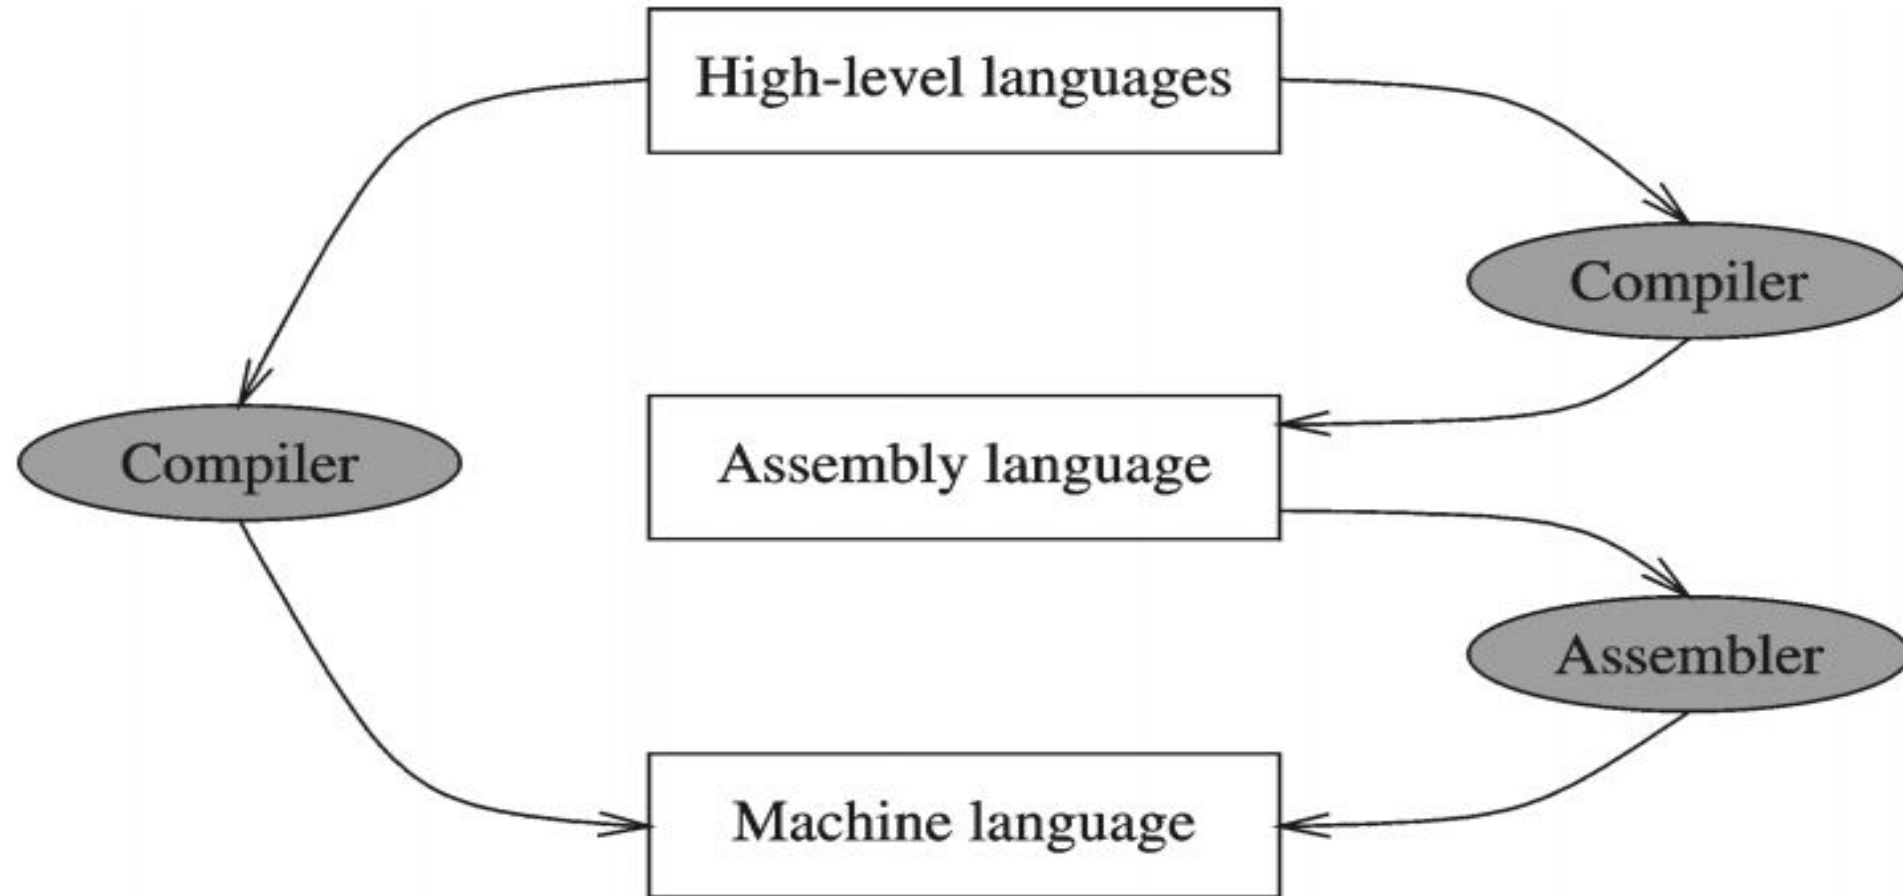 High-level languages
Compiler
Compiler
Assembly language
Assembler
Machine language